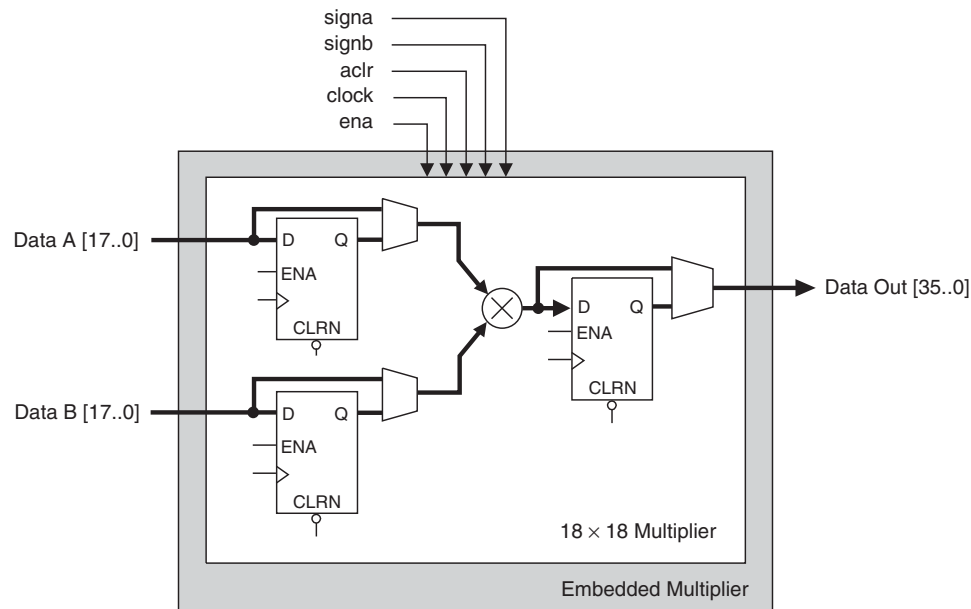 signa
signb
aclr
clock
ena
Data A [17..0]
D Q
ENA
CLRN
Data Out [35..0]
D Q
ENA
CLRN
Data B [17..0]
D Q
ENA
CLRN
18 × 18 Multiplier
Embedded Multiplier